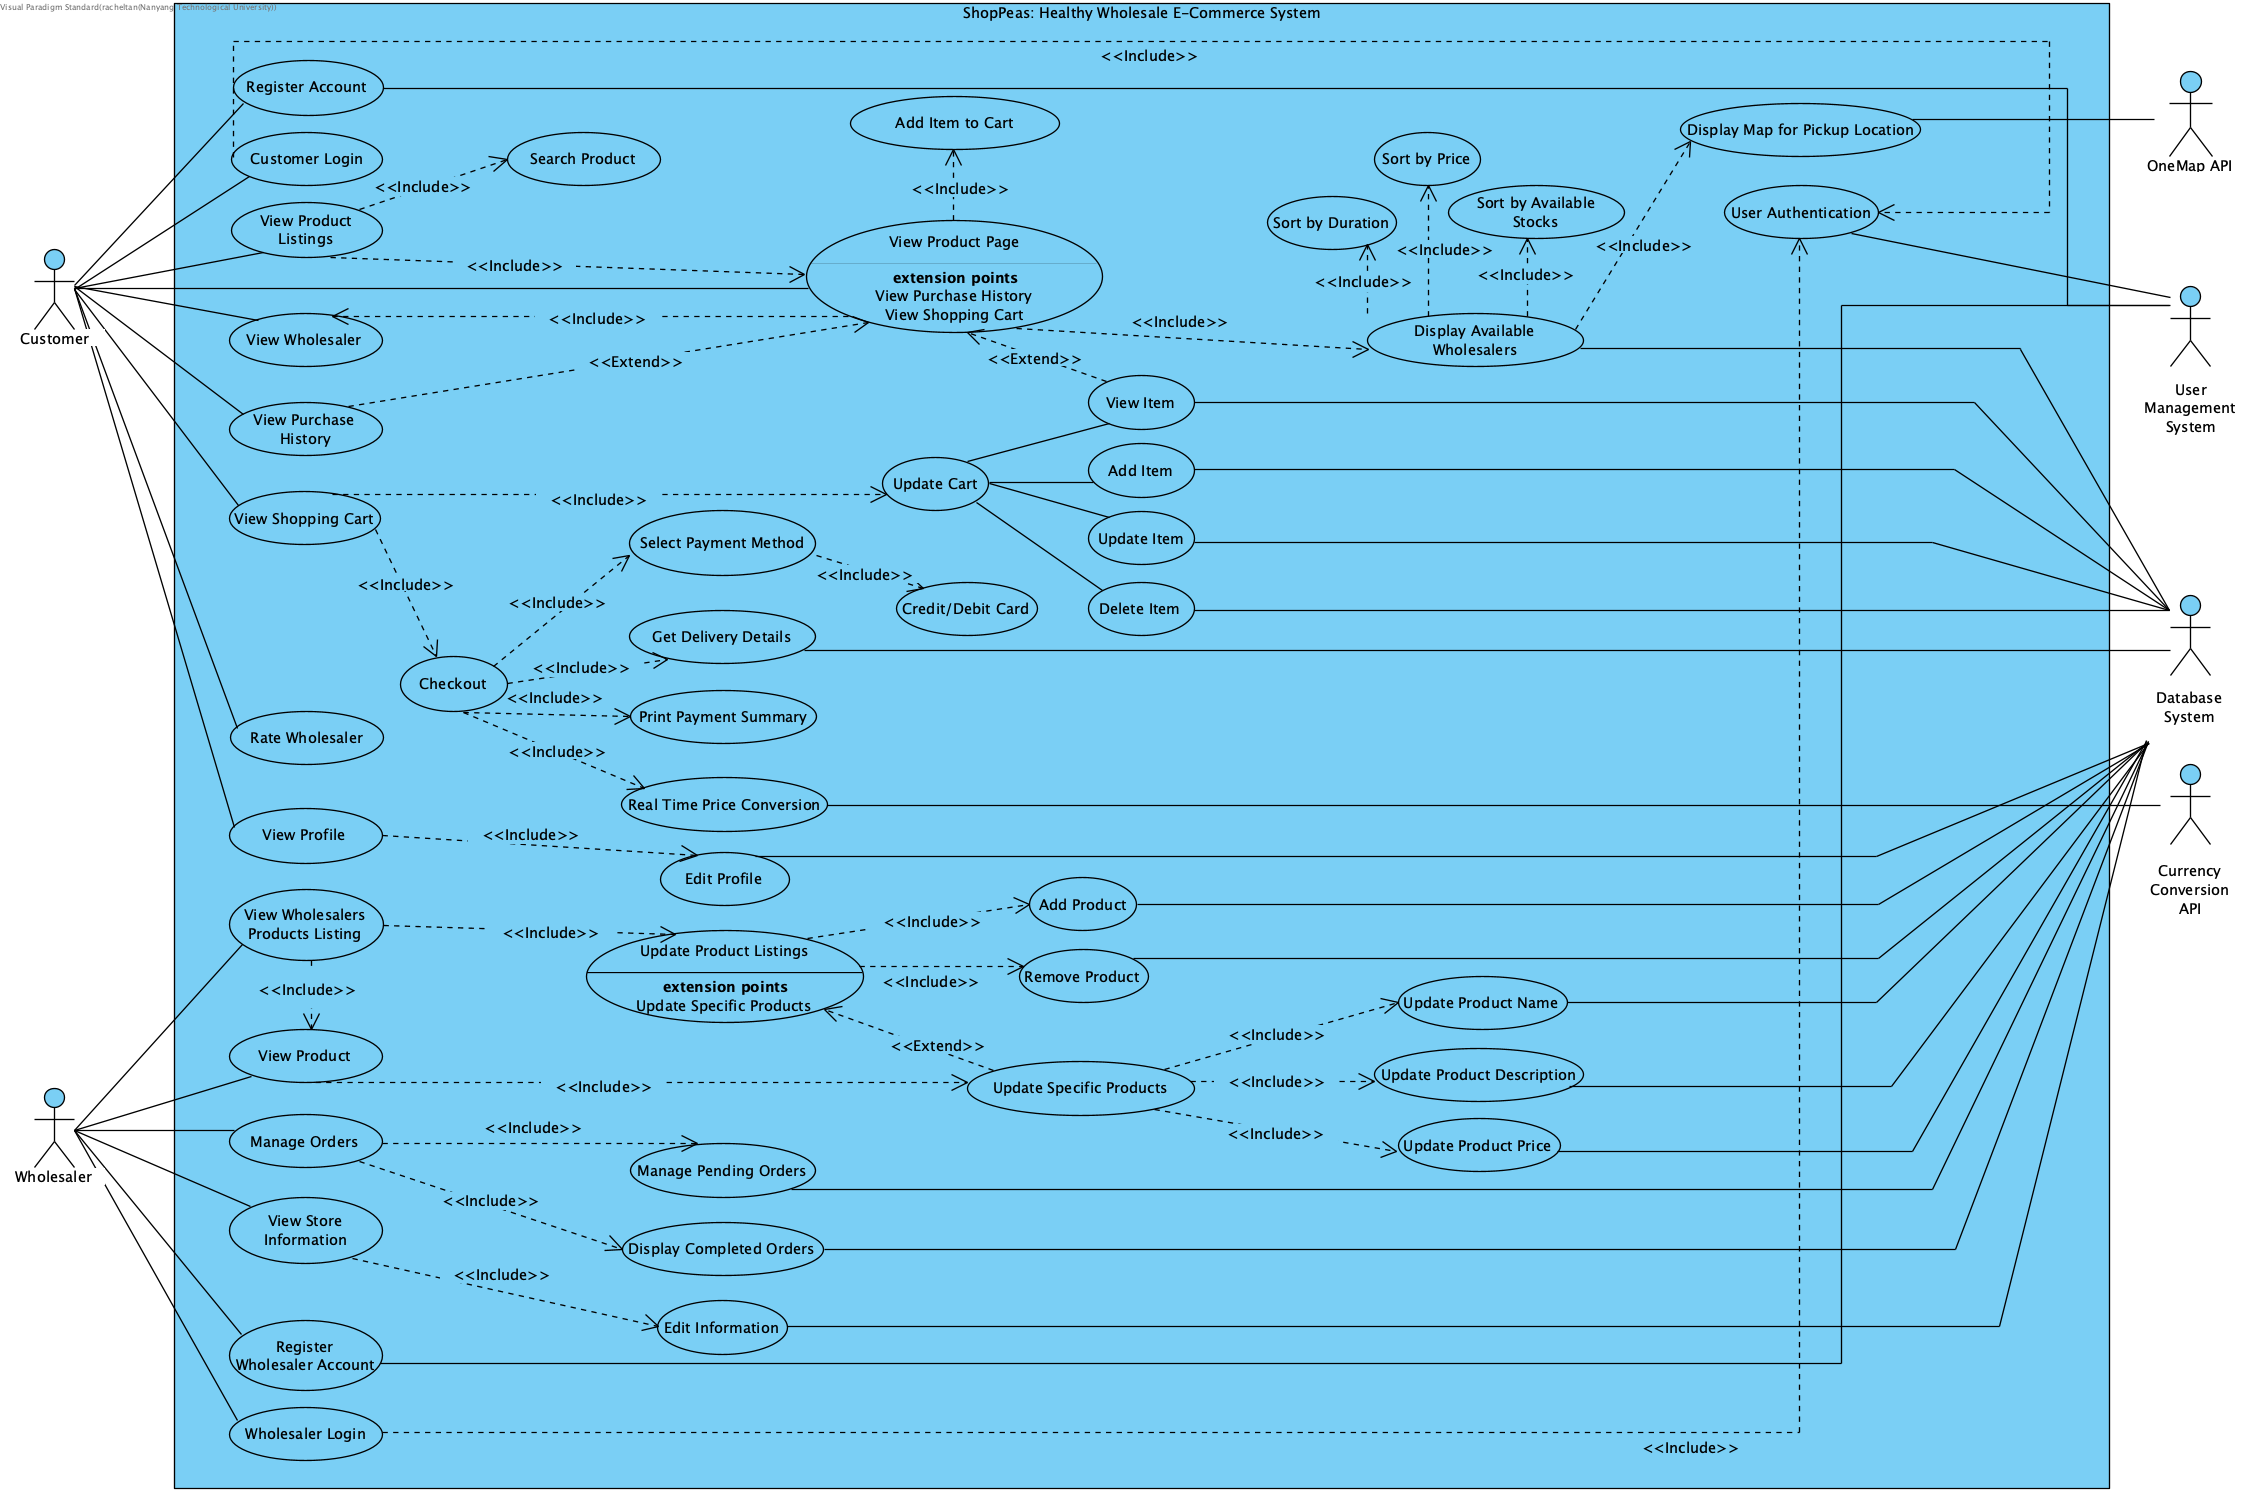 Visual Paradigm Standard(racheltan(Nanyang Technological University))
ShopPeas: Healthy Wholesale E-Commerce System
<<Include>>
Register Account
Add Item to Cart
Display Map for Pickup Location
Customer Login
Search Product
Sort by Price
OneMap API
<<Include>>
<<Include>>
View Product
Listings
Sort by Duration
Sort by Available
Stocks
User Authentication
View Product Page
extension points
View Purchase History
View Shopping Cart
<<Include>>
<<Include>>
<<Include>>
<<Include>>
<<Include>>
<<Include>>
Customer
View Wholesaler
<<Include>>
<<Include>>
Display Available
Wholesalers
<<Extend>>
<<Extend>>
User
Management
System
View Purchase
History
View Item
Add Item
Update Cart
<<Include>>
View Shopping Cart
Select Payment Method
Update Item
<<Include>>
<<Include>>
<<Include>>
Credit/Debit Card
Delete Item
Get Delivery Details
<<Include>>
Checkout
<<Include>>
Print Payment Summary
Database
System
Rate Wholesaler
<<Include>>
Real Time Price Conversion
View Profile
<<Include>>
Edit Profile
Currency
Conversion
API
View Wholesalers
Products Listing
<<Include>>
<<Include>>
Add Product
Update Product Listings
extension points
Update Specific Products
<<Include>>
Remove Product
<<Include>>
Update Product Name
<<Include>>
<<Extend>>
View Product
<<Include>>
Update Specific Products
<<Include>>
Update Product Description
<<Include>>
Update Product Price
Wholesaler
Manage Orders
<<Include>>
Manage Pending Orders
<<Include>>
View Store
Information
Display Completed Orders
<<Include>>
Edit Information
Register
Wholesaler Account
Wholesaler Login
<<Include>>